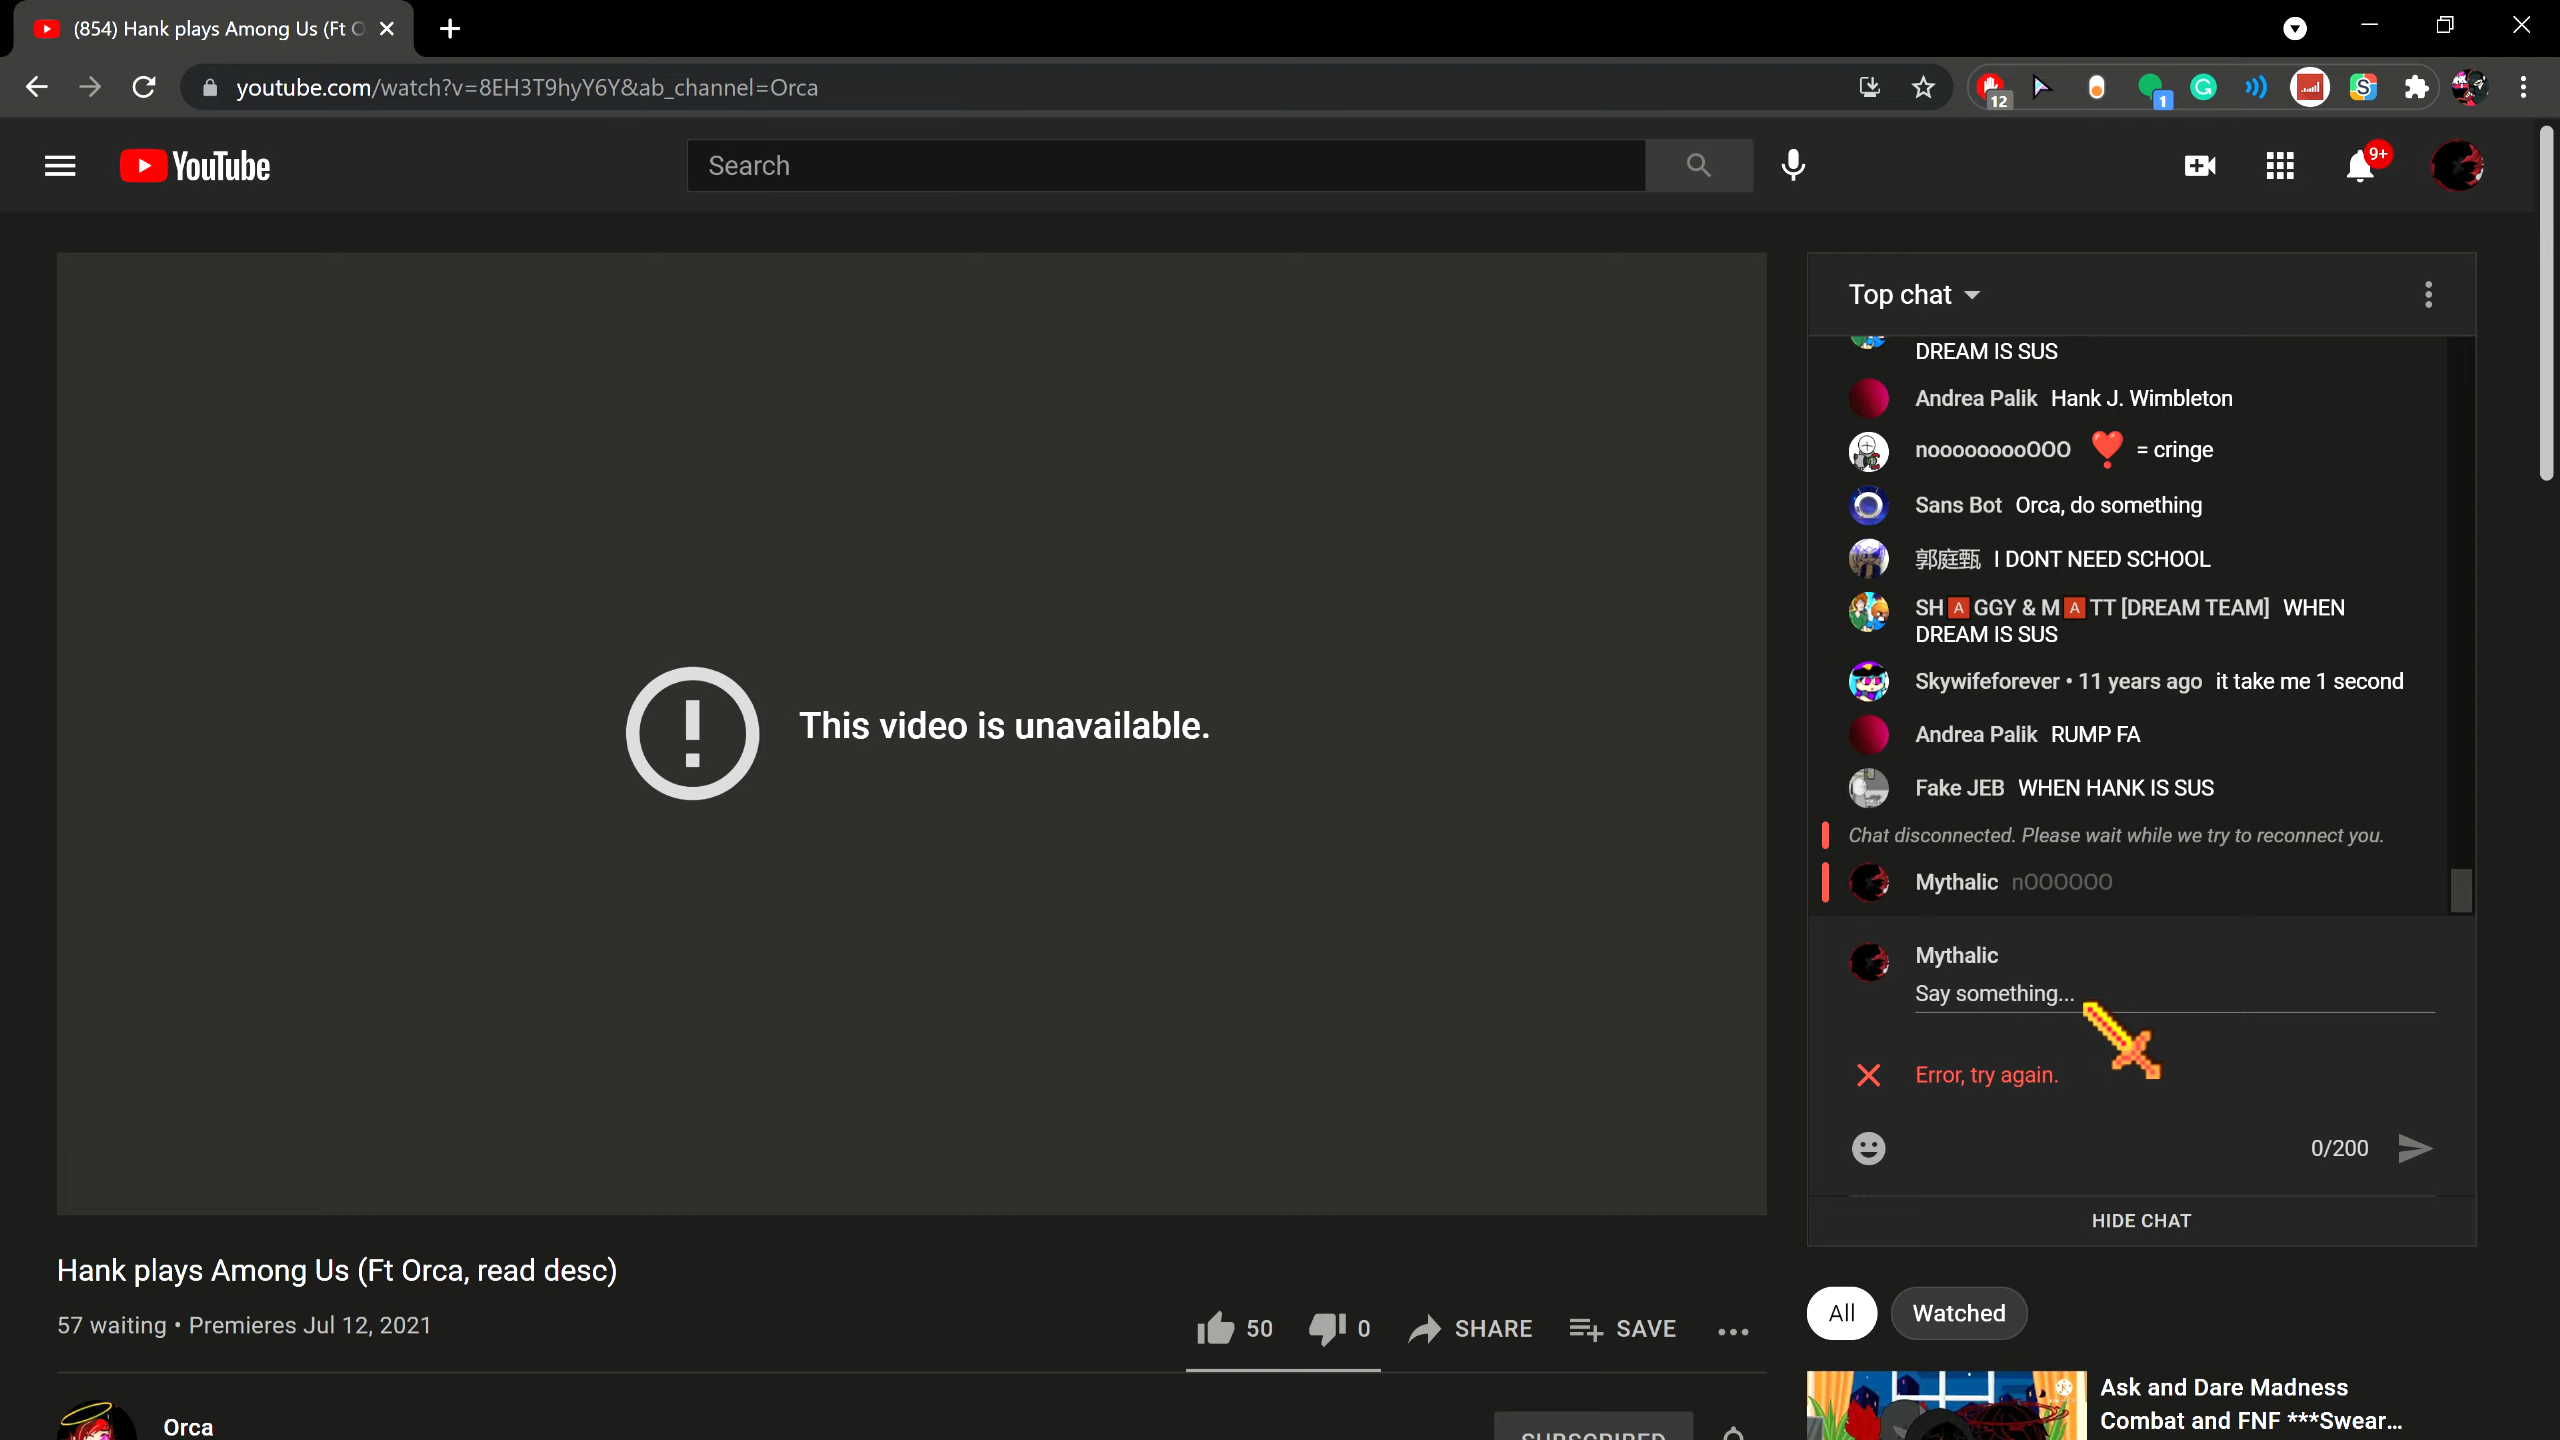 (854) Hank plays Among Us (Ft O
youtube.com/watch?v=8EH3T9hyY6Y&ab_channel=Orca
12
1
YouTube
Search
9+
This video is unavailable.
Top chat
DREAM IS SUS
Andrea Palik Hank J. Wimbleton
nooooooooOOO ❣️ = cringe
Sans Bot Orca, do something
郭庭甄 I DONT NEED SCHOOL
SH🅰GGY & M🅰TT [DREAM TEAM] WHEN
DREAM IS SUS
Skywifeforever • 11 years ago it take me 1 second
Andrea Palik RUMP FA
Fake JEB WHEN HANK IS SUS
Chat disconnected. Please wait while we try to reconnect you.
Mythalic nOOOOOO
Mythalic
Say something...
Error, try again.
0/200
HIDE CHAT
Hank plays Among Us (Ft Orca, read desc)
57 waiting • Premieres Jul 12, 2021
50
0
SHARE
SAVE
Orca
SUBSCRIBED
All
Watched
Ask and Dare Madness
Combat and FNF ***Swear...